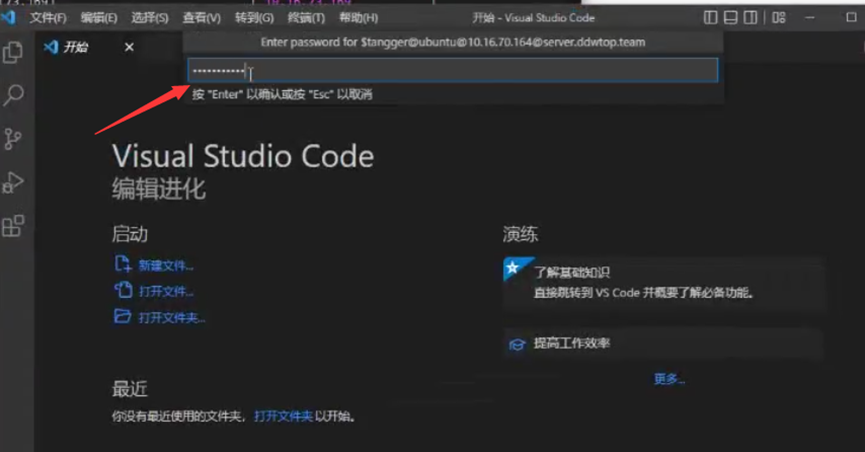 文件(F) 编辑(E) 选择(S) 查看(V) 转到(G) 终端(T) 帮助(H) 开始 - Visual Studio Code
开始
Enter password for $tangger@ubuntu@10.16.70.164@server.ddwtop.team
•••••••••••
按 "Enter" 以确认或按 "Esc" 以取消
Visual Studio Code
编辑进化
启动
新建文件...
打开文件...
打开文件夹...
演练
了解基础知识
直接跳转到 VS Code 并概要了解必备功能。
提高工作效率
更多...
最近
你没有最近使用的文件夹，打开文件夹以开始。